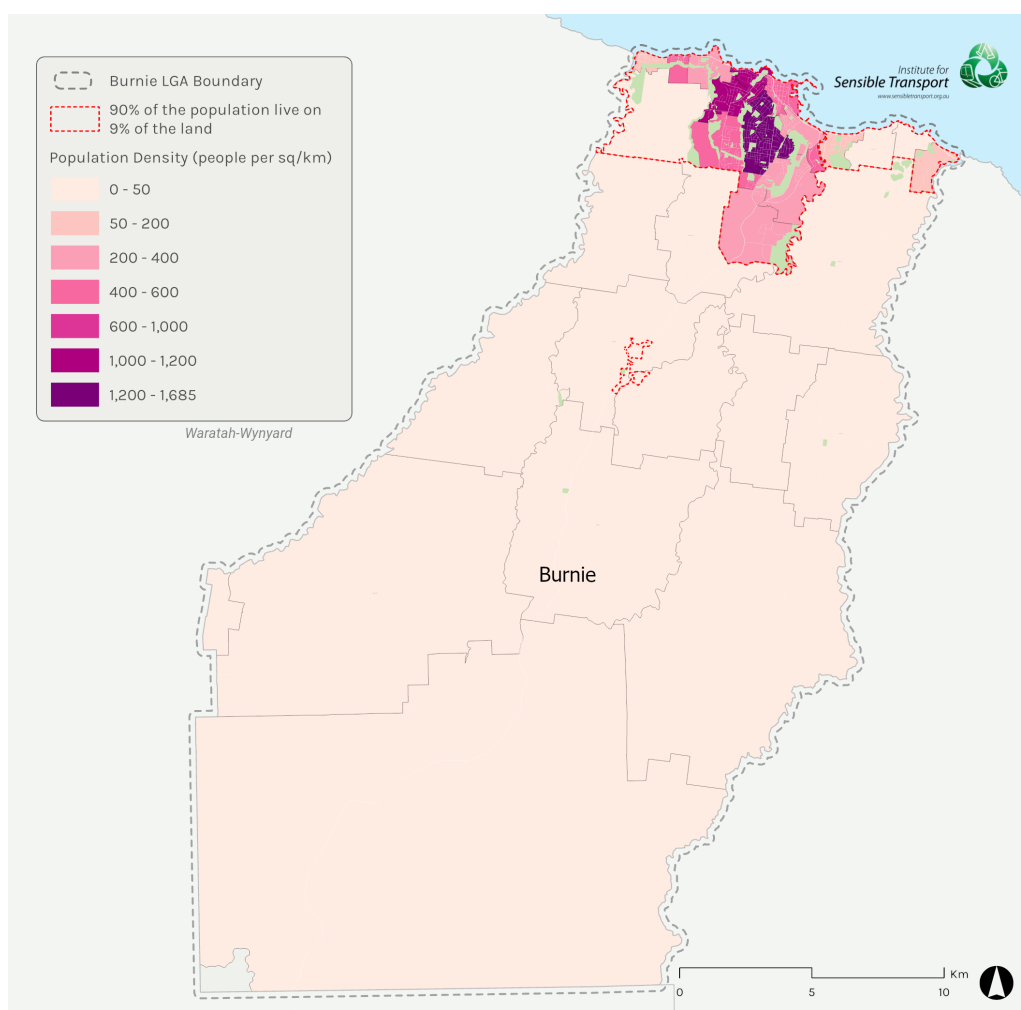 Burnie LGA Boundary
90% of the population live on
9% of the land
Population Density (people per sq/km)
0 - 50
50 - 200
200 - 400
400 - 600
600 - 1,000
1,000 - 1,200
1,200 - 1,685
Waratah-Wynyard
Institute for
Sensible Transport
www.sensibletransport.org.au
Burnie
Km
0 5 10